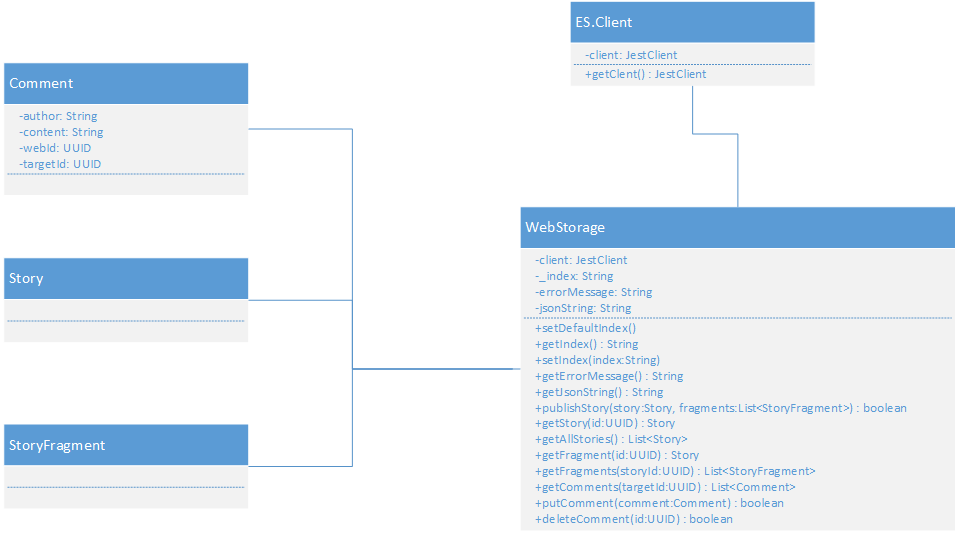 ES.Client
-client: JestClient
+getClent() : JestClient
Comment
-author: String
-content: String
-webId: UUID
-targetId: UUID
Story
StoryFragment
WebStorage
-client: JestClient
-_index: String
-errorMessage: String
-jsonString: String
+setDefaultIndex()
+getIndex() : String
+setIndex(index:String)
+getErrorMessage() : String
+getJsonString() : String
+publishStory(story:Story, fragments:List<StoryFragment>) : boolean
+getStory(id:UUID) : Story
+getAllStories() : List<Story>
+getFragment(id:UUID) : Story
+getFragments(storyId:UUID) : List<StoryFragment>
+getComments(targetId:UUID) : List<Comment>
+putComment(comment:Comment) : boolean
+deleteComment(id:UUID) : boolean